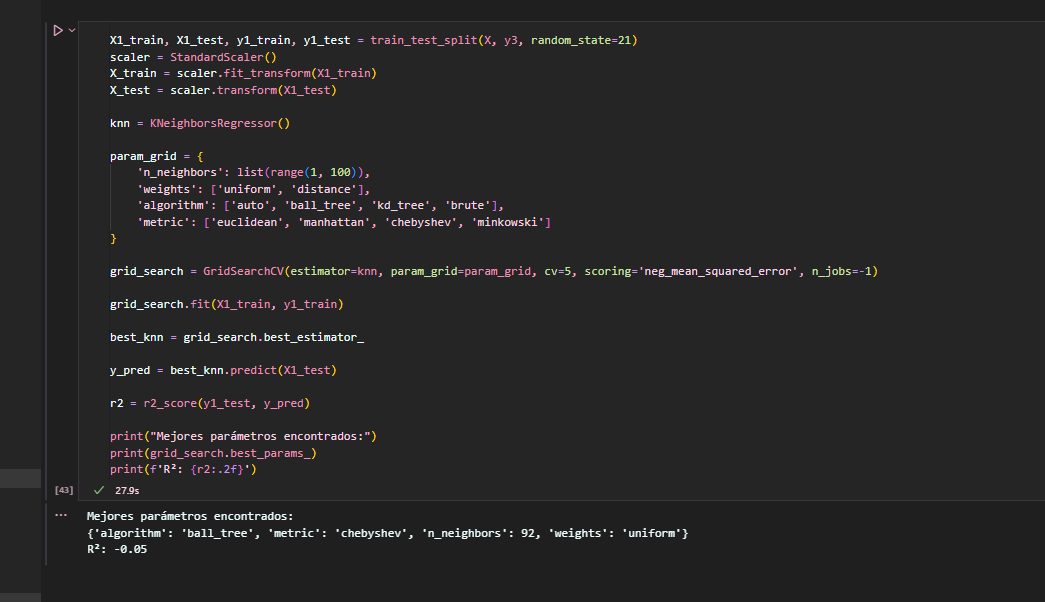 X1_train, X1_test, y1_train, y1_test = train_test_split(X, y3, random_state=21)
scaler = StandardScaler()
X_train = scaler.fit_transform(X1_train)
X_test = scaler.transform(X1_test)
knn = KNeighborsRegressor()
param_grid = {
    'n_neighbors': list(range(1, 100)),
    'weights': ['uniform', 'distance'],
    'algorithm': ['auto', 'ball_tree', 'kd_tree', 'brute'],
    'metric': ['euclidean', 'manhattan', 'chebyshev', 'minkowski']
}
grid_search = GridSearchCV(estimator=knn, param_grid=param_grid, cv=5, scoring='neg_mean_squared_error', n_jobs=-1)
grid_search.fit(X1_train, y1_train)
best_knn = grid_search.best_estimator_
y_pred = best_knn.predict(X1_test)
r2 = r2_score(y1_test, y_pred)
print("Mejores parámetros encontrados:")
print(grid_search.best_params_)
print(f'R²: {r2:.2f}')
[43] ✓ 27.9s
... Mejores parámetros encontrados:
{'algorithm': 'ball_tree', 'metric': 'chebyshev', 'n_neighbors': 92, 'weights': 'uniform'}
R²: -0.05